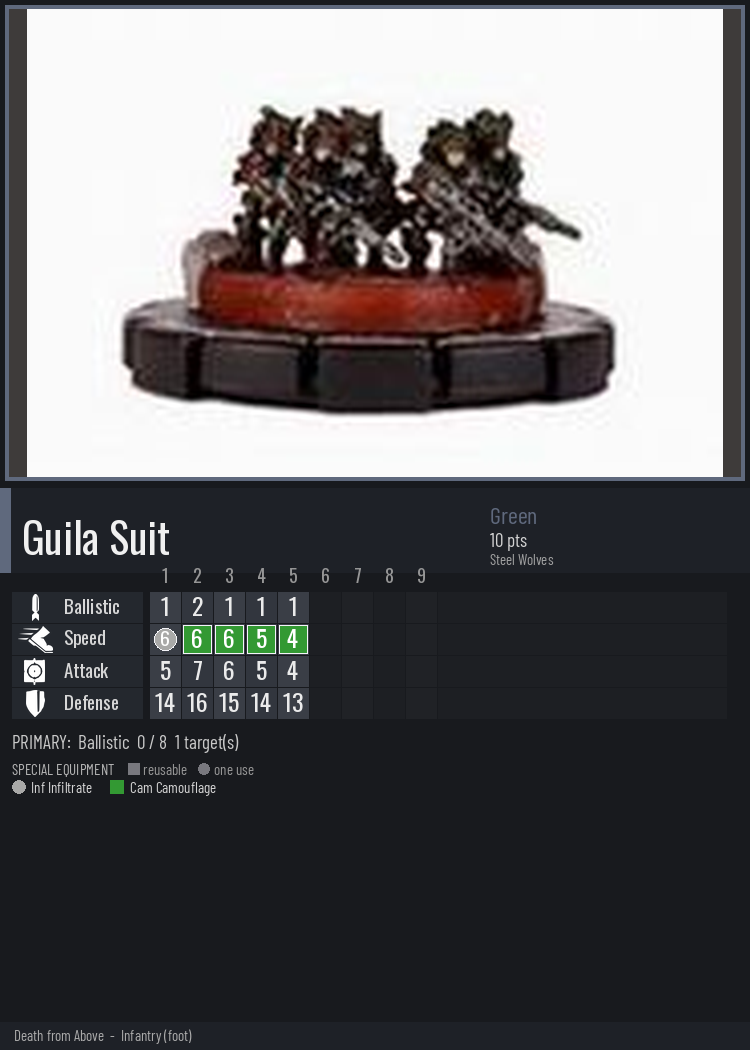 Guila Suit
Green
10 pts
Steel Wolves
1 2 3 4 5 6 7 8 9
Ballistic 1 2 1 1 1
Speed 6 6 6 5 4
Attack 5 7 6 5 4
Defense 14 16 15 14 13
PRIMARY: Ballistic 0 / 8 1 target(s)
SPECIAL EQUIPMENT reusable one use
Inf Infiltrate Cam Camouflage
Death from Above - Infantry (foot)